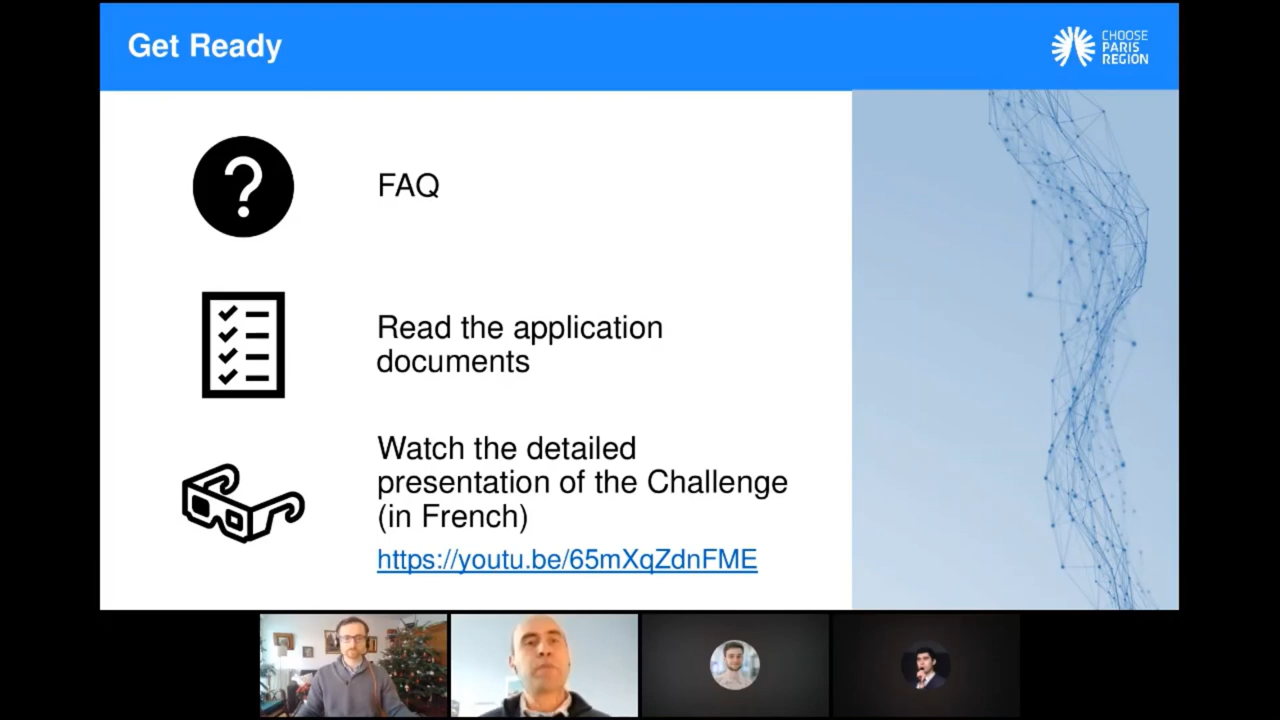 Get Ready
CHOOSE
PARIS
REGION
FAQ
Read the application
documents
Watch the detailed
presentation of the Challenge
(in French)
https://youtu.be/65mXqZdnFME